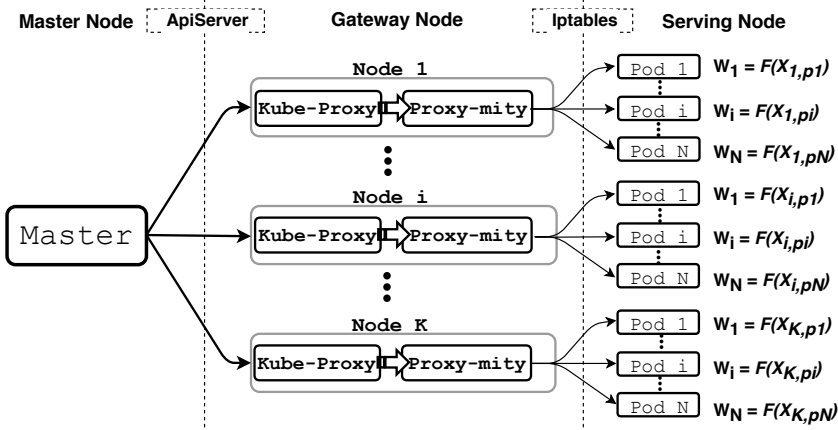 Master Node ApiServer Gateway Node Iptables Serving Node
Node 1
Kube-Proxy Proxy-mity
Pod 1 W1 = F(X1,p1)
Pod i Wi = F(X1,pi)
Pod N WN = F(X1,pN)
Master
Node i
Kube-Proxy Proxy-mity
Pod 1 W1 = F(Xi,p1)
Pod i Wi = F(Xi,pi)
Pod N WN = F(Xi,pN)
Node K
Kube-Proxy Proxy-mity
Pod 1 W1 = F(XK,p1)
Pod i Wi = F(XK,pi)
Pod N WN = F(XK,pN)